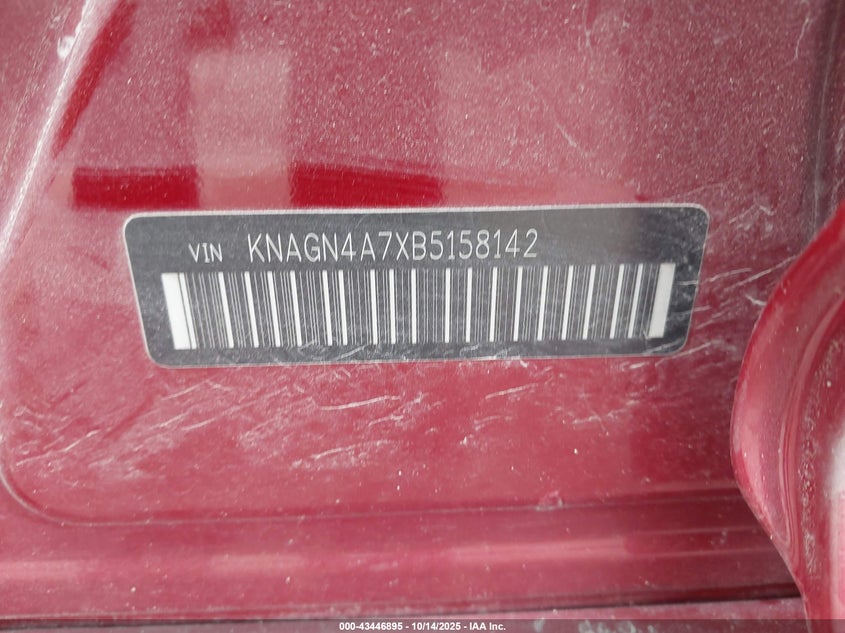 VIN KNAGN4A7XB5158142
000-43446895 - 10/14/2025 - IAA Inc.